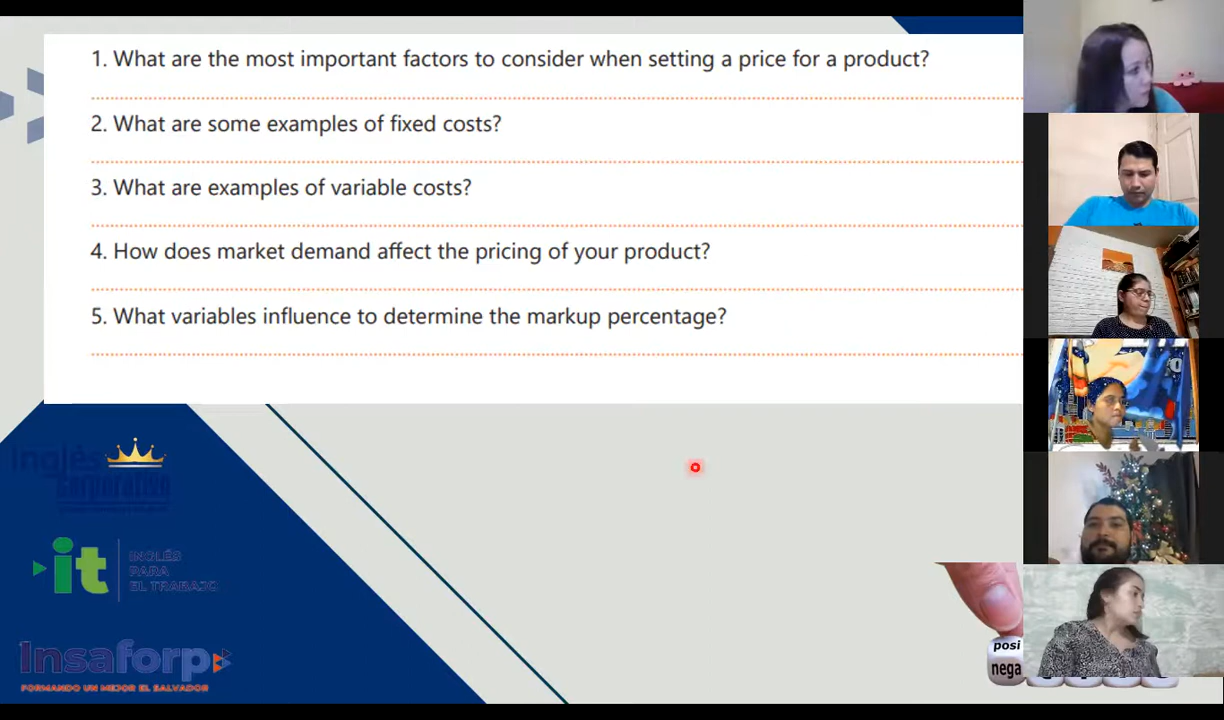 1. What are the most important factors to consider when setting a price for a product?
2. What are some examples of fixed costs?
3. What are examples of variable costs?
4. How does market demand affect the pricing of your product?
5. What variables influence to determine the markup percentage?
Inglés
corporativo
it
INGLÉS
PARA
EL TRABAJO
Insaforp
FORMANDO UN MEJOR EL SALVADOR
posi
nega